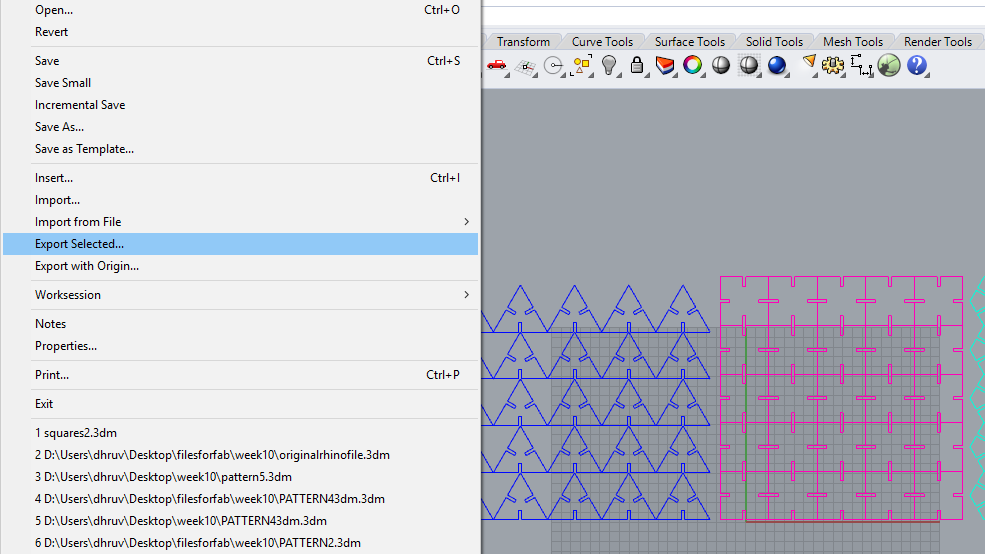 Open... Ctrl+O
Revert
Save Ctrl+S
Save Small
Incremental Save
Save As...
Save as Template...
Insert... Ctrl+I
Import...
Import from File
Export Selected...
Export with Origin...
Worksession
Notes
Properties...
Print... Ctrl+P
Exit
1 squares2.3dm
2 D:\Users\dhruv\Desktop\filesforfab\week10\originalrhinofile.3dm
3 D:\Users\dhruv\Desktop\week10\pattern5.3dm
4 D:\Users\dhruv\Desktop\filesforfab\week10\PATTERN43dm.3dm
5 D:\Users\dhruv\Desktop\week10\PATTERN43dm.3dm
6 D:\Users\dhruv\Desktop\filesforfab\week10\PATTERN2.3dm
Transform Curve Tools Surface Tools Solid Tools Mesh Tools Render Tools
?